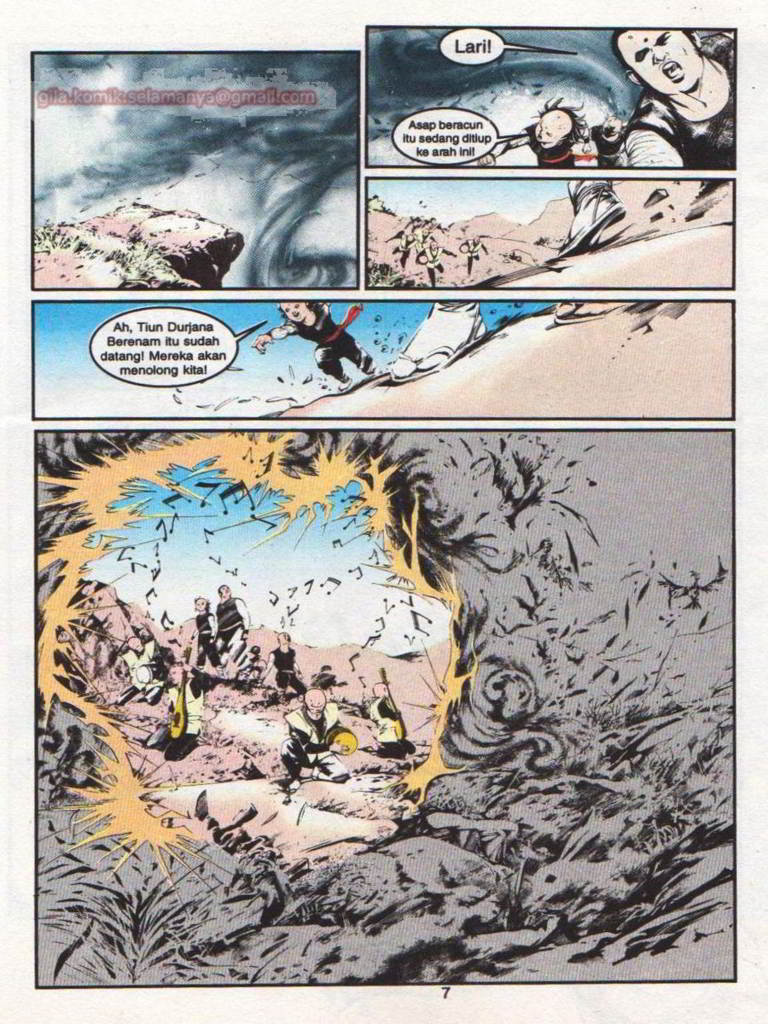 gila.komik.selamanya@gmail.com
Lari!
Asap beracun
itu sedang ditiup
ke arah ini!
Ah, Tiun Durjana
Berenam itu sudah
datang! Mereka akan
menolong kita!
7